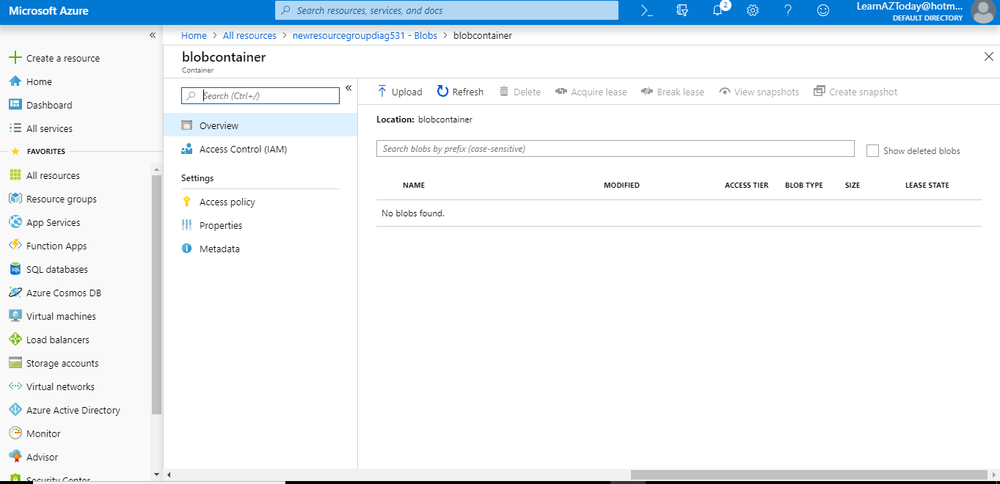 Microsoft Azure
Search resources, services, and docs
2
LearnAZToday@hotm...
DEFAULT DIRECTORY
Home > All resources > newresourcegroupdiag531 - Blobs > blobcontainer
Create a resource
Home
Dashboard
All services
FAVORITES
All resources
Resource groups
App Services
Function Apps
SQL databases
Azure Cosmos DB
Virtual machines
Load balancers
Storage accounts
Virtual networks
Azure Active Directory
Monitor
Advisor
Security Center
blobcontainer
Container
Search (Ctrl+/)
Overview
Access Control (IAM)
Settings
Access policy
Properties
Metadata
Upload Refresh Delete Acquire lease Break lease View snapshots Create snapshot
Location: blobcontainer
Search blobs by prefix (case-sensitive)
Show deleted blobs
NAME MODIFIED ACCESS TIER BLOB TYPE SIZE LEASE STATE
No blobs found.